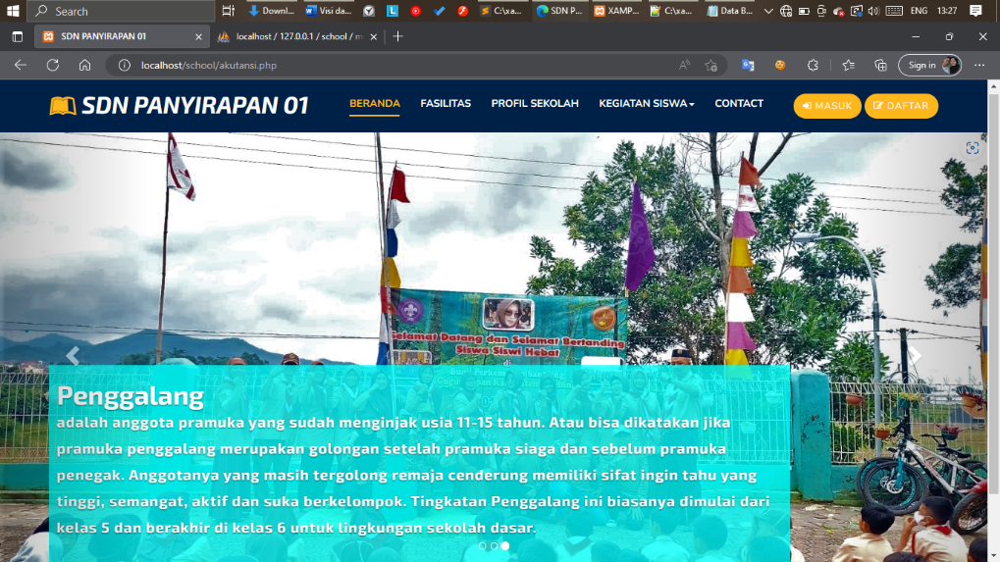 Search
Downl...
Visi da...
C:\xa...
SDN P...
XAMP...
C:\xa...
Data B...
ENG
13:27
SDN PANYIRAPAN 01
localhost / 127.0.0.1 / school / m
localhost/school/akutansi.php
Sign in
SDN PANYIRAPAN 01
BERANDA
FASILITAS
PROFIL SEKOLAH
KEGIATAN SISWA
CONTACT
MASUK
DAFTAR
Selamat Datang dan Selamat Bertanding
Siswa Siswi Hebat
di
Penggalang
adalah anggota pramuka yang sudah menginjak usia 11-15 tahun. Atau bisa dikatakan jika
pramuka penggalang merupakan golongan setelah pramuka siaga dan sebelum pramuka
penegak. Anggotanya yang masih tergolong remaja cenderung memiliki sifat ingin tahu yang
tinggi, semangat, aktif dan suka berkelompok. Tingkatan Penggalang ini biasanya dimulai dari
kelas 5 dan berakhir di kelas 6 untuk lingkungan sekolah dasar.